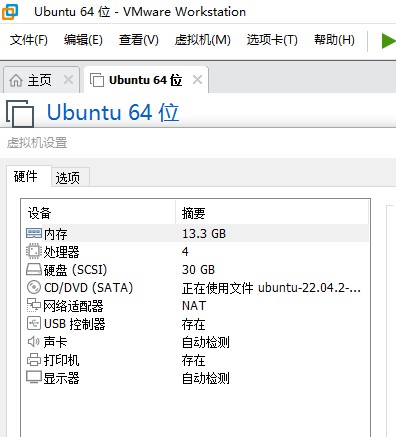 Ubuntu 64 位 - VMware Workstation
文件(F) 编辑(E) 查看(V) 虚拟机(M) 选项卡(T) 帮助(H)
主页 Ubuntu 64 位
Ubuntu 64 位
虚拟机设置
硬件 选项
设备 摘要
内存 13.3 GB
处理器 4
硬盘 (SCSI) 30 GB
CD/DVD (SATA) 正在使用文件 ubuntu-22.04.2-...
网络适配器 NAT
USB 控制器 存在
声卡 自动检测
打印机 存在
显示器 自动检测